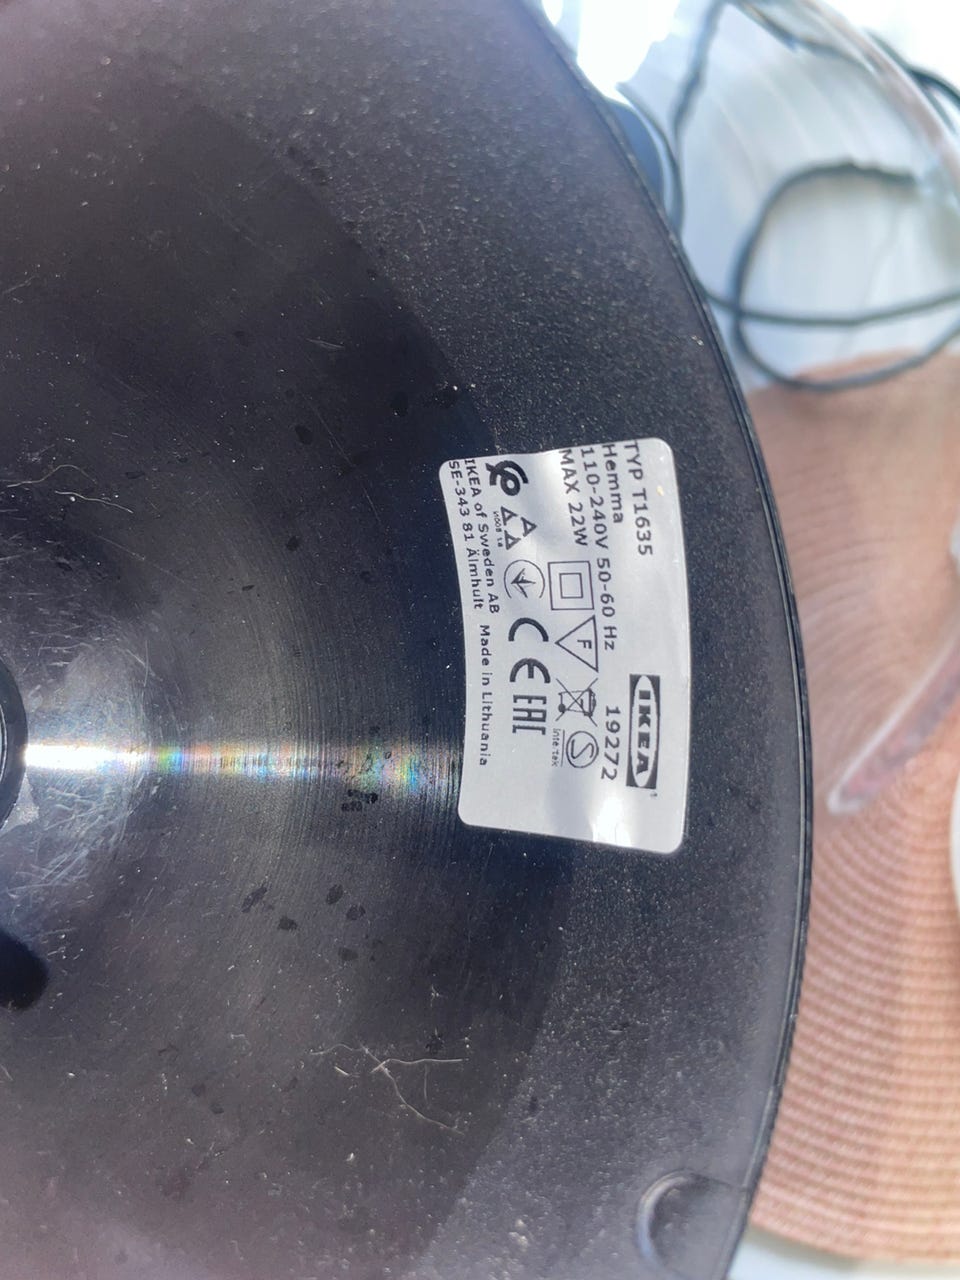 TYP T1635
Hemma
110-240V 50-60 Hz
MAX 22W
IKEA
19272
F
S
Intertek
A
CE EAC
IKEA of Sweden AB Made in Lithuania
SE-343 81 Älmhult